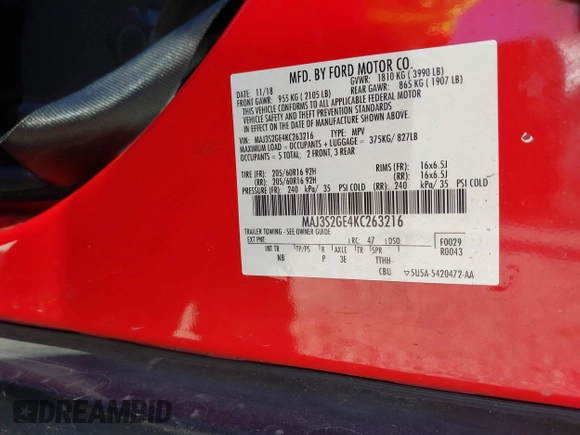 MFD. BY FORD MOTOR CO.
DATE: 11/18 GVWR: 1810 KG (3990 LB)
FRONT GAWR: 955 KG (2105 LB) REAR GAWR: 865 KG (1907 LB)
THIS VEHICLE CONFORMS TO ALL APPLICABLE FEDERAL MOTOR
VEHICLE SAFETY AND THEFT PREVENTION STANDARDS
IN EFFECT ON THE DATE OF MANUFACTURE SHOWN ABOVE.
VIN: MAJ3S2GE4KC263216 TYPE: MPV
MAXIMUM LOAD = OCCUPANTS + LUGGAGE = 375KG/ 827LB
OCCUPANTS = 5 TOTAL; 2 FRONT, 3 REAR
TIRE (FR): 205/60R16 92H RIMS (FR): 16x6.5J
(RR): 205/60R16 92H (RR): 16x6.5J
PRESSURE: (FR) 240 kPa/ 35 PSI COLD (RR) 240 kPa/35 PSI COLD
MAJ3S2GE4KC263216
TRAILER TOWING - SEE OWNER GUIDE
EXT PNT: RC: 47 DSO: F0029
INT TR TP/PS R AXLE TR SPR R0043
NB P 3E TTHH
CBU 5U5A-5420472-AA
DREAMBID